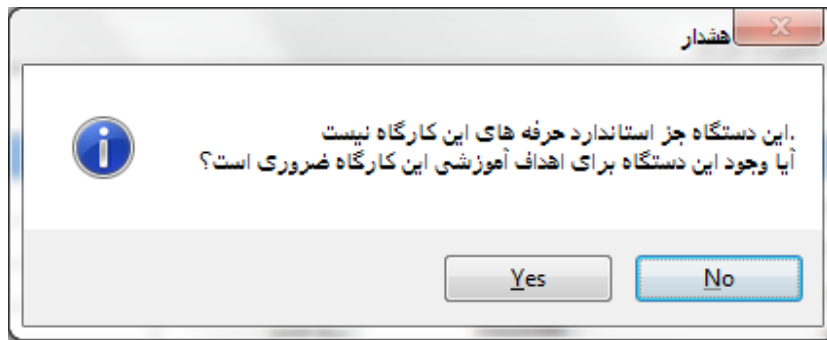 هشدار
.این دستگاه جز استاندارد حرفه های این کارگاه نیست
آیا وجود این دستگاه برای اهداف آموزشی این کارگاه ضروری است؟
Yes
No